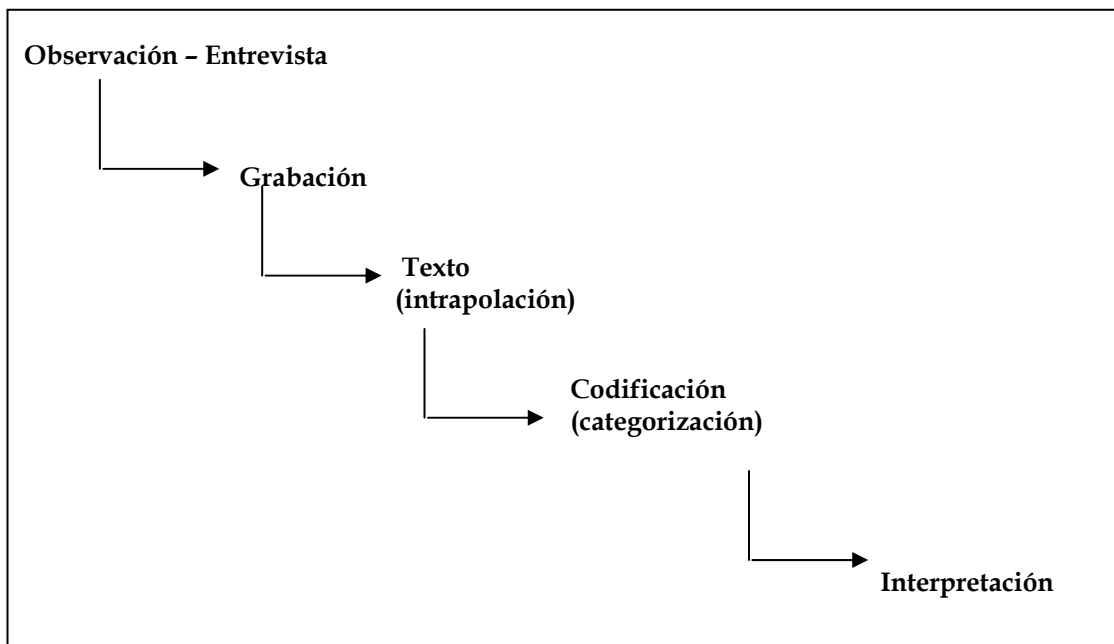 Observación – Entrevista
Grabación
Texto
(intrapolación)
Codificación
(categorización)
Interpretación